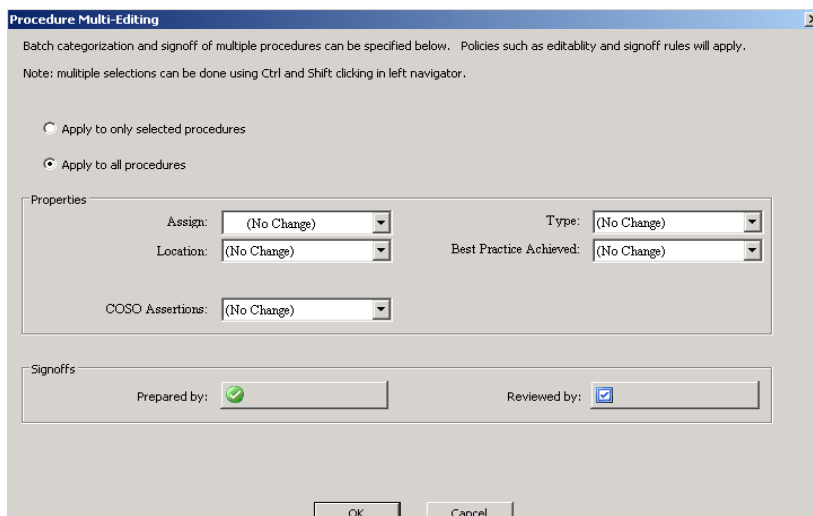 Procedure Multi-Editing
Batch categorization and signoff of multiple procedures can be specified below. Policies such as editablity and signoff rules will apply.
Note: mulitiple selections can be done using Ctrl and Shift clicking in left navigator.
Apply to only selected procedures
Apply to all procedures
Properties
Assign: (No Change) Type: (No Change)
Location: (No Change) Best Practice Achieved: (No Change)
COSO Assertions: (No Change)
Signoffs
Prepared by: Reviewed by:
OK Cancel